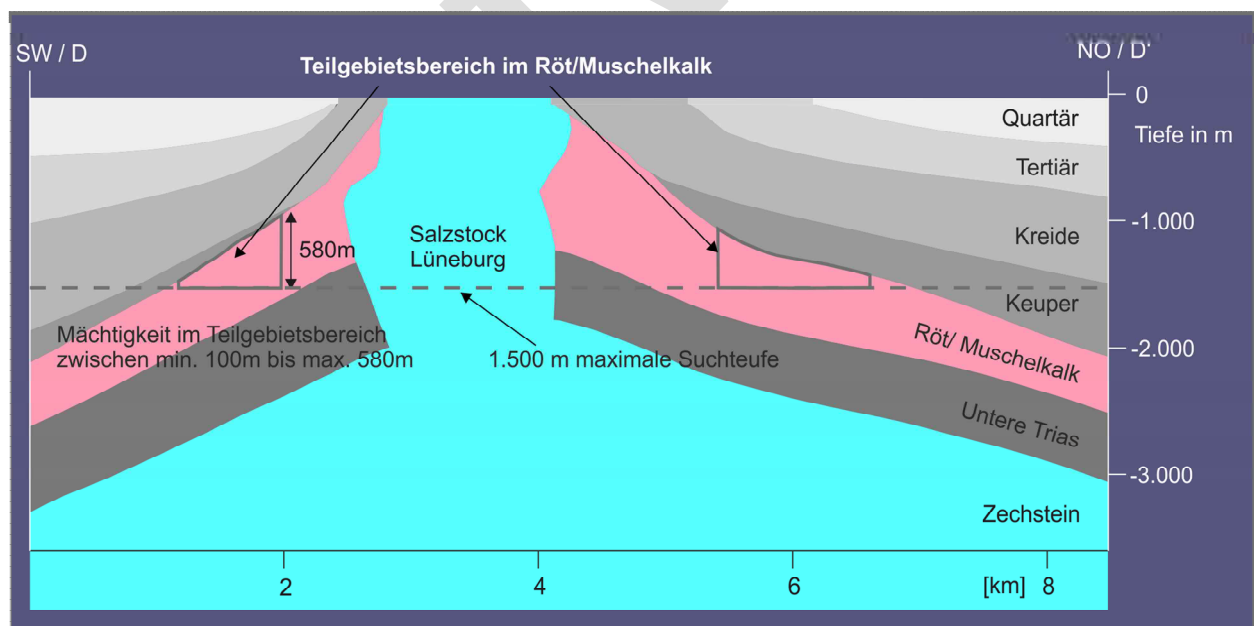 SW / D
NO / D'
Teilgebietsbereich im Röt/Muschelkalk
0
Quartär
Tiefe in m
Tertiär
-1.000
580m
Salzstock
Lüneburg
Kreide
Keuper
Mächtigkeit im Teilgebietsbereich
zwischen min. 100m bis max. 580m
1.500 m maximale Suchteufe
Röt/ Muschelkalk
-2.000
Untere Trias
-3.000
Zechstein
2
4
6
[km]
8